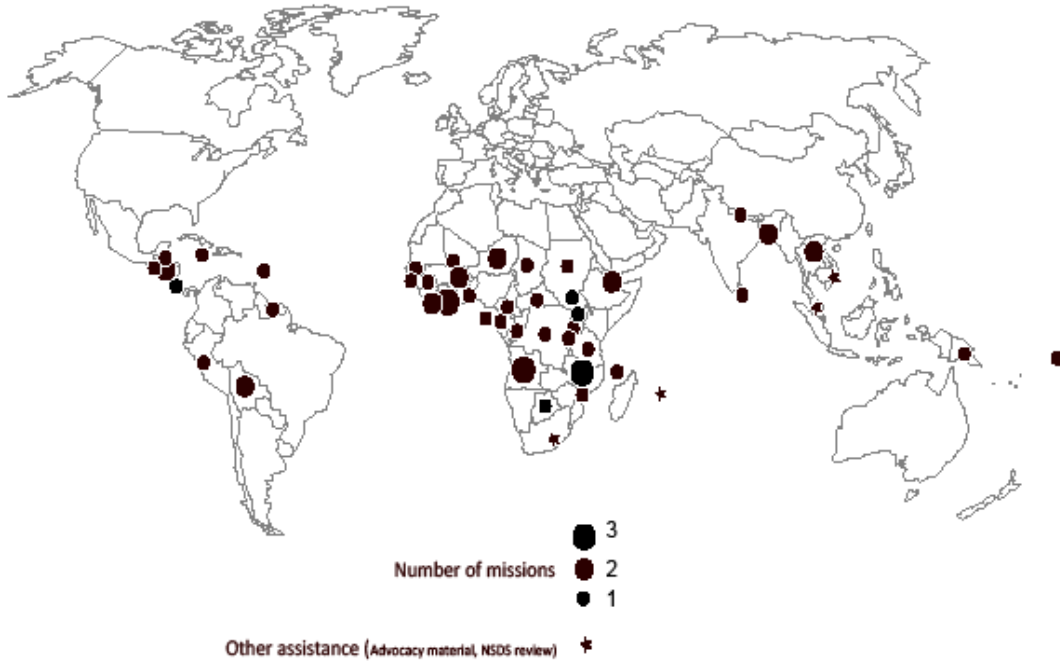 3
Number of missions 2
1
Other assistance (Advocacy material, NSDS review)